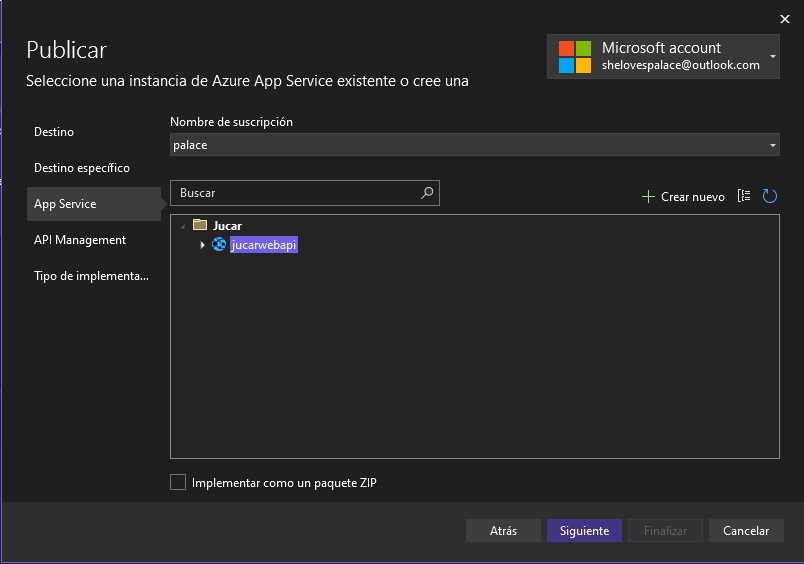 Publicar
Seleccione una instancia de Azure App Service existente o cree una
Microsoft account
shelovespalace@outlook.com
Destino
Destino específico
App Service
API Management
Tipo de implementa...
Nombre de suscripción
palace
Buscar
Crear nuevo
Jucar
jucarwebapi
Implementar como un paquete ZIP
Atrás
Siguiente
Finalizar
Cancelar